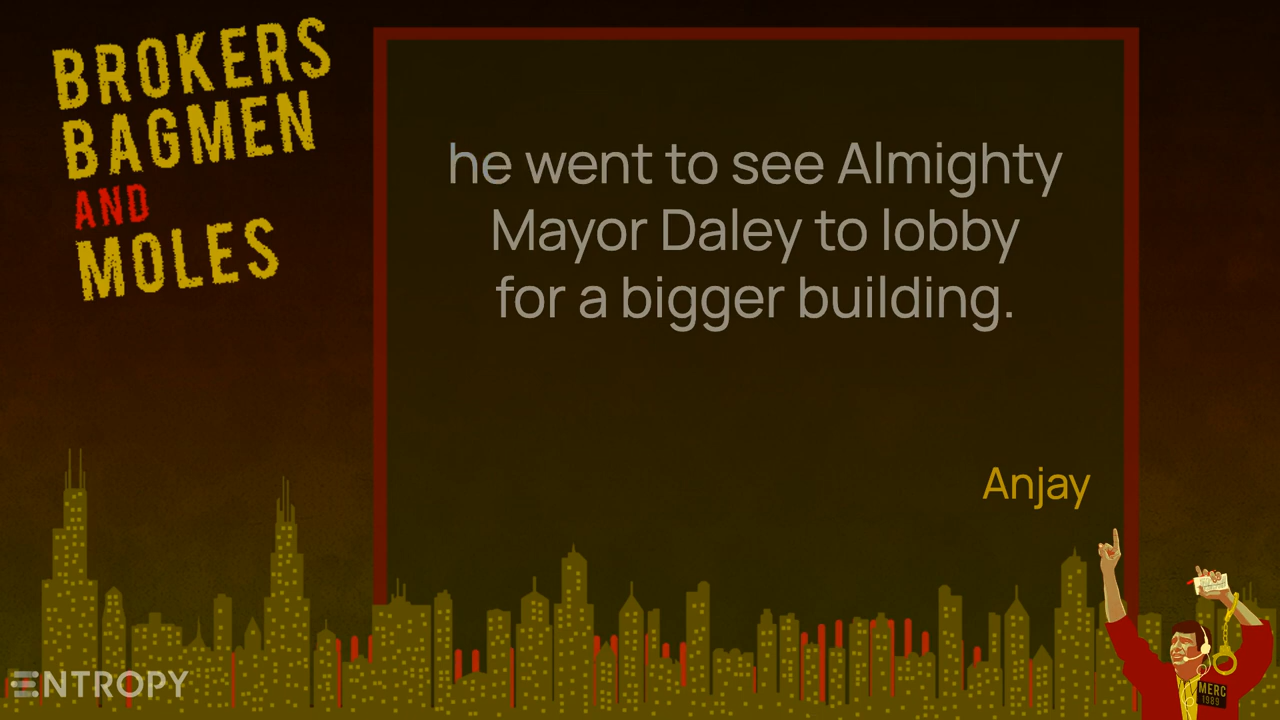 BROKERS
BAGMEN
AND
MOLES
he went to see Almighty
Mayor Daley to lobby
for a bigger building.
Anjay
ENTROPY
MERC
1989